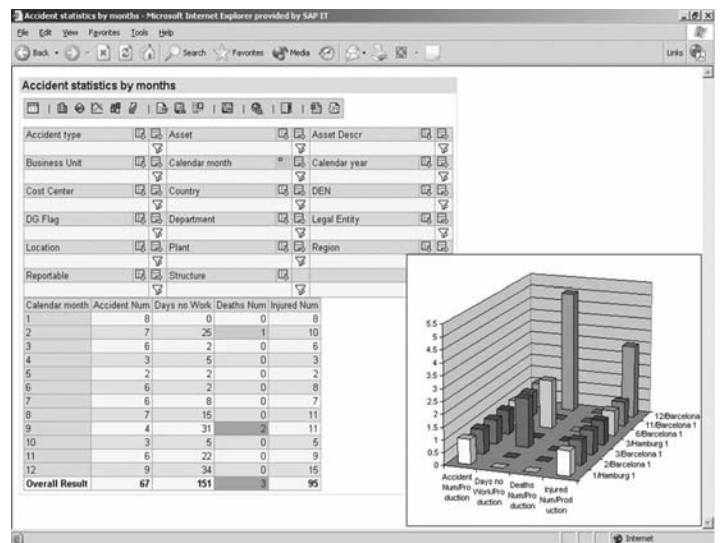 Accident statistics by months - Microsoft Internet Explorer provided by SAP IT
File Edit View Favorites Tools Help
Back Search Favorites Media Links
Accident statistics by months
Accident type Asset Asset Descr
Business Unit Calendar month Calendar year
Cost Center Country DEN
DG Flag Department Legal Entity
Location Plant Region
Reportable Structure
Calendar month Accident Num Days no Work Deaths Num Injured Num
1 8 0 0 8
2 7 25 1 10
3 6 2 0 6
4 3 5 0 3
5 2 2 0 2
6 6 2 0 8
7 6 8 0 7
8 7 15 0 11
9 4 31 2 11
10 3 5 0 5
11 6 22 0 9
12 9 34 0 15
Overall Result 67 151 3 95
5.5
5
4.5
4
3.5
3
2.5
2
1.5
1
0.5
0
Accident
Num/Pro
duction
Days no
Work/Pro
duction
Deaths
Num/Pro
duction
Injured
Num/Prod
uction
12/Barcelona
11/Barcelona 1
6/Barcelona 1
3/Hamburg 1
3/Barcelona 1
2/Barcelona 1
1/Hamburg 1
Internet